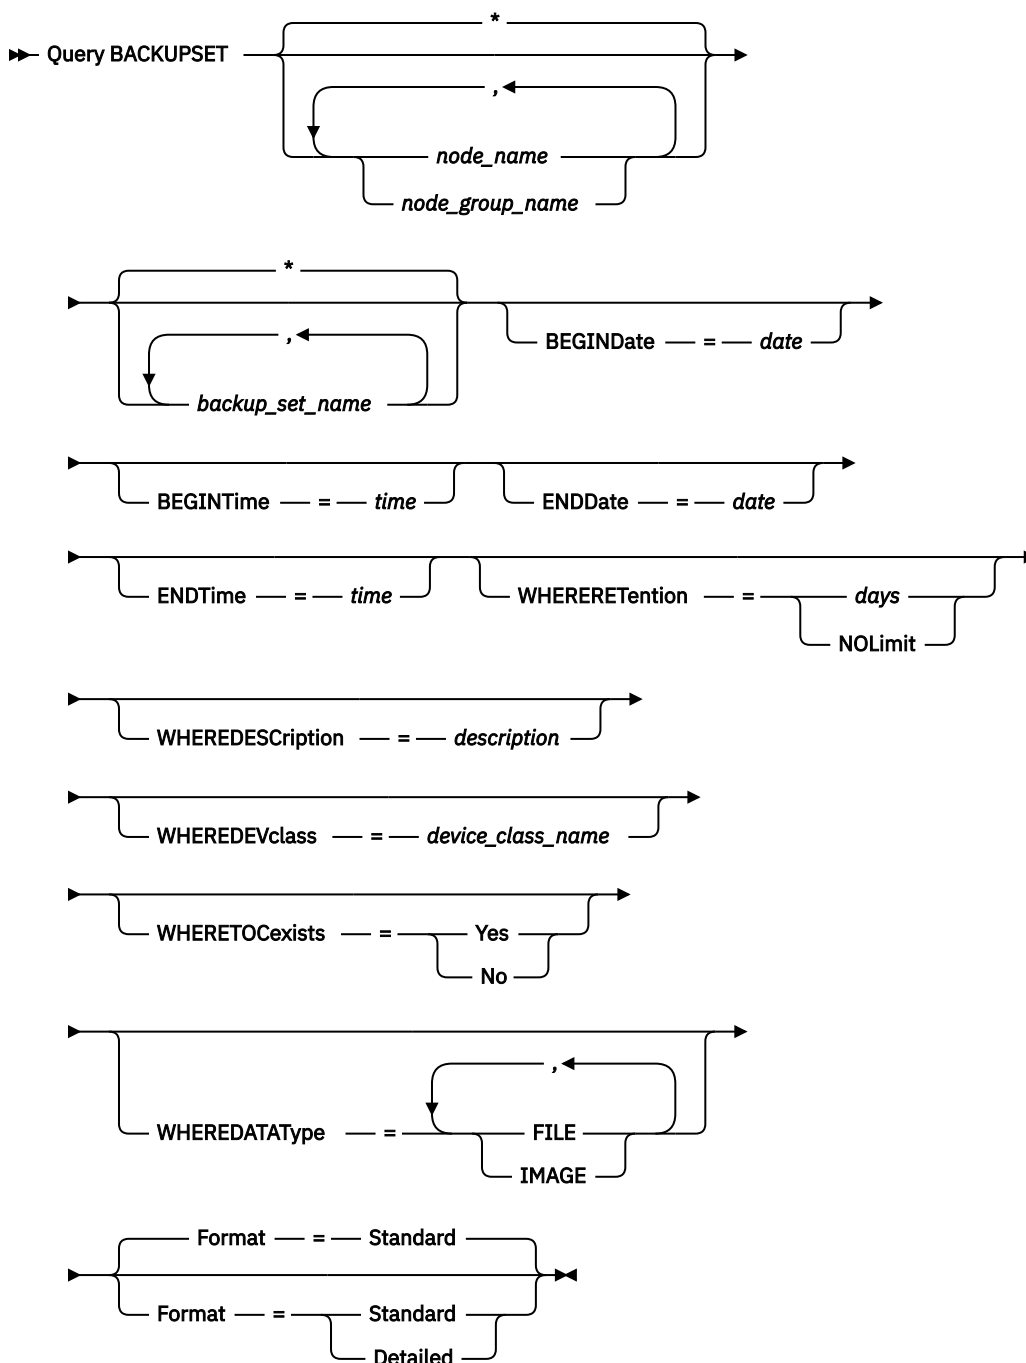 *
Query BACKUPSET
,
node_name
node_group_name
*
,
backup_set_name
BEGINDate = date
BEGINTime = time ENDDate = date
ENDTime = time WHERERETention = days
NOLimit
WHEREDESCription = description
WHEREDEVclass = device_class_name
WHERETOCexists = Yes
No
,
WHEREDATAType = FILE
IMAGE
Format = Standard
Format = Standard
Detailed